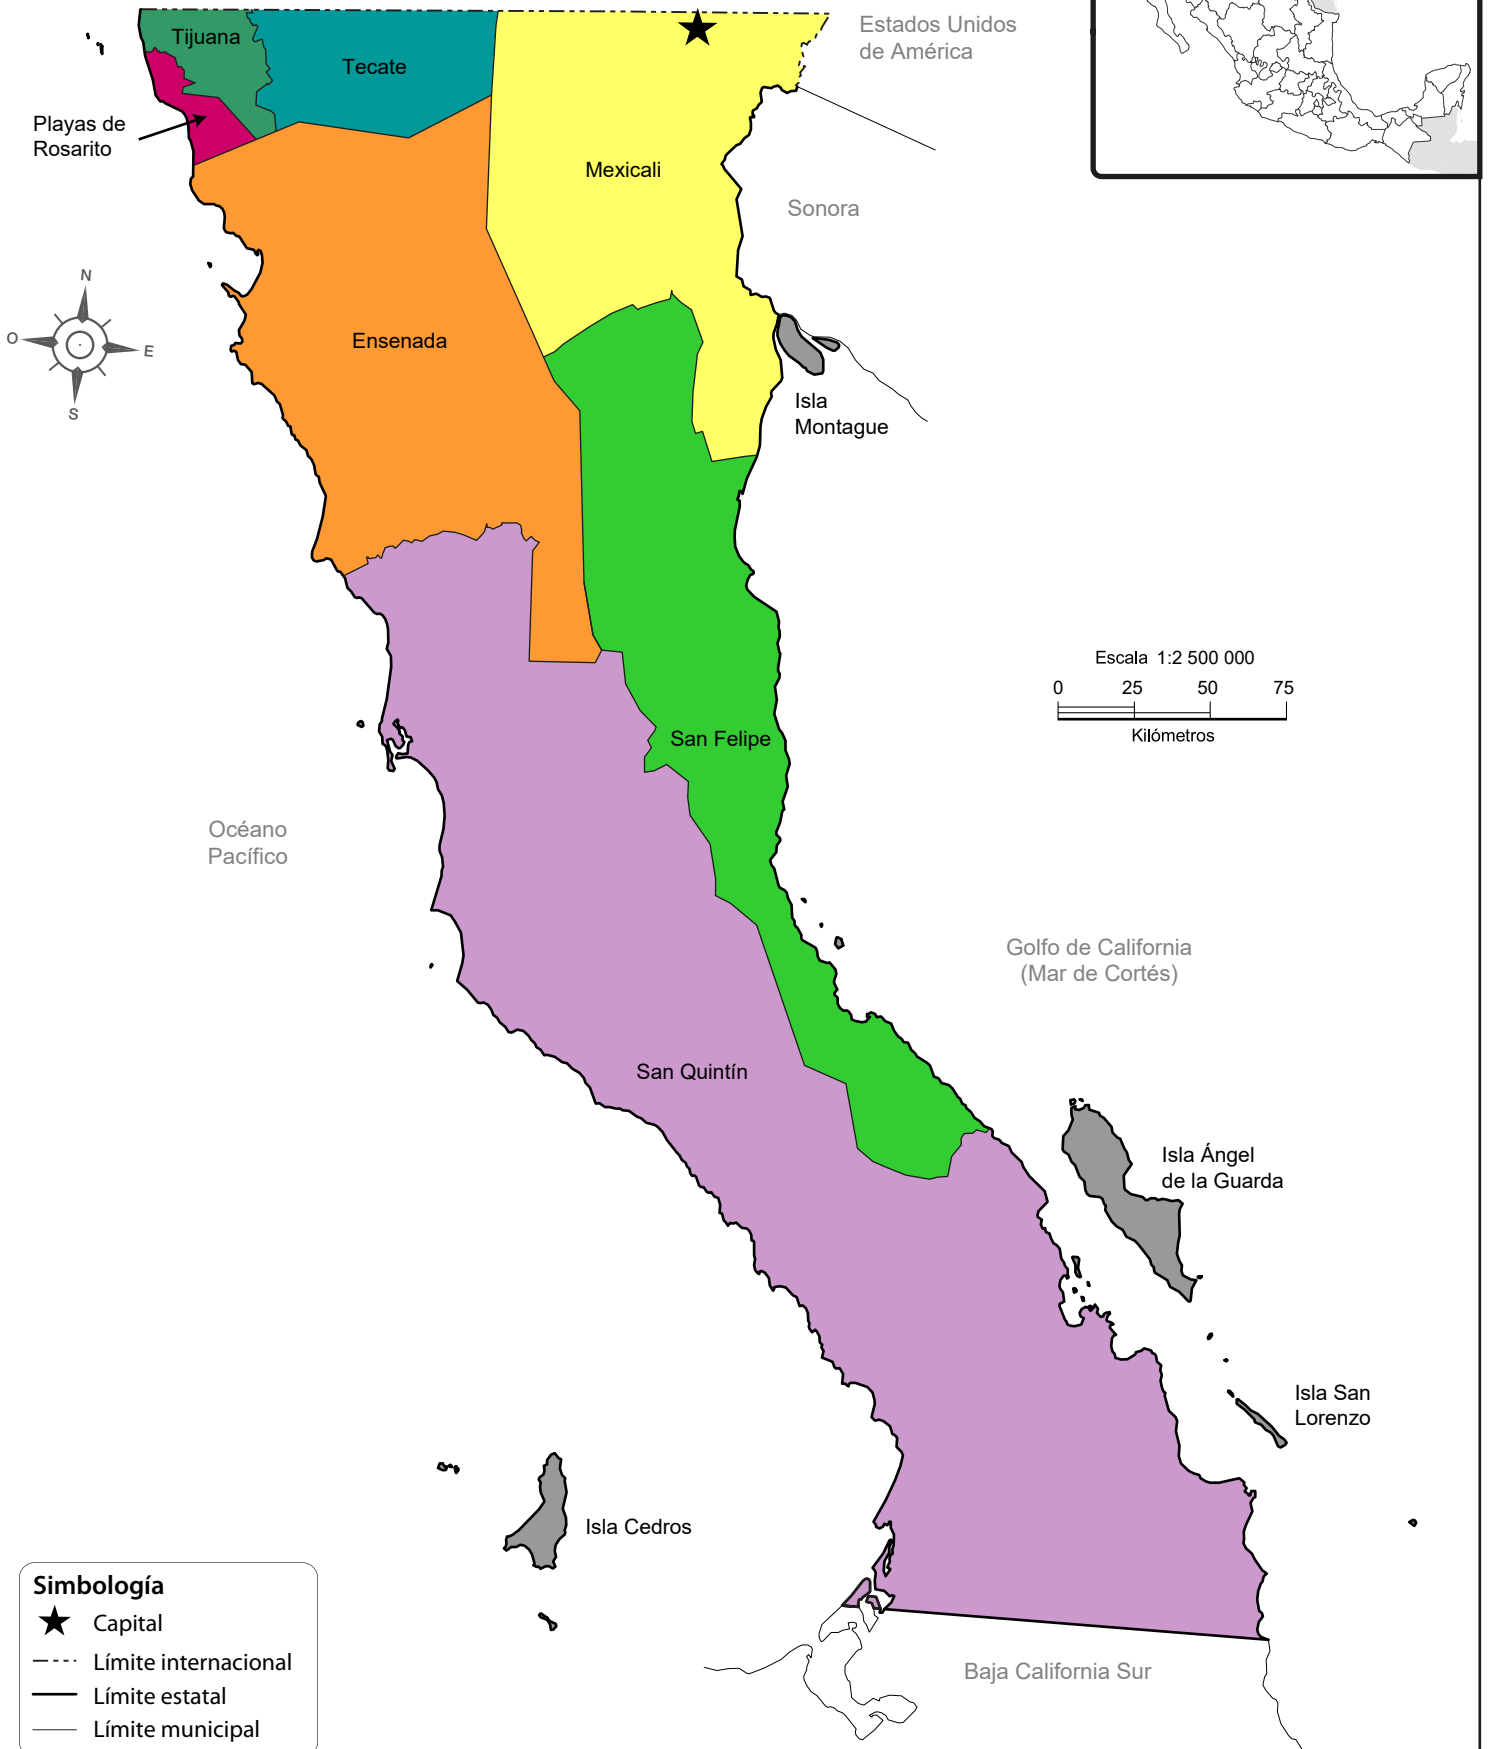 Estados Unidos
de América
Tijuana
Tecate
Playas de
Rosarito
Mexicali
Sonora
N
O
E
S
Ensenada
Isla
Montague
Escala 1:2 500 000
0 25 50 75
Kilómetros
San Felipe
Océano
Pacífico
Golfo de California
(Mar de Cortés)
San Quintín
Isla Ángel
de la Guarda
Isla San
Lorenzo
Isla Cedros
Baja California Sur
Simbología
Capital
Límite internacional
Límite estatal
Límite municipal